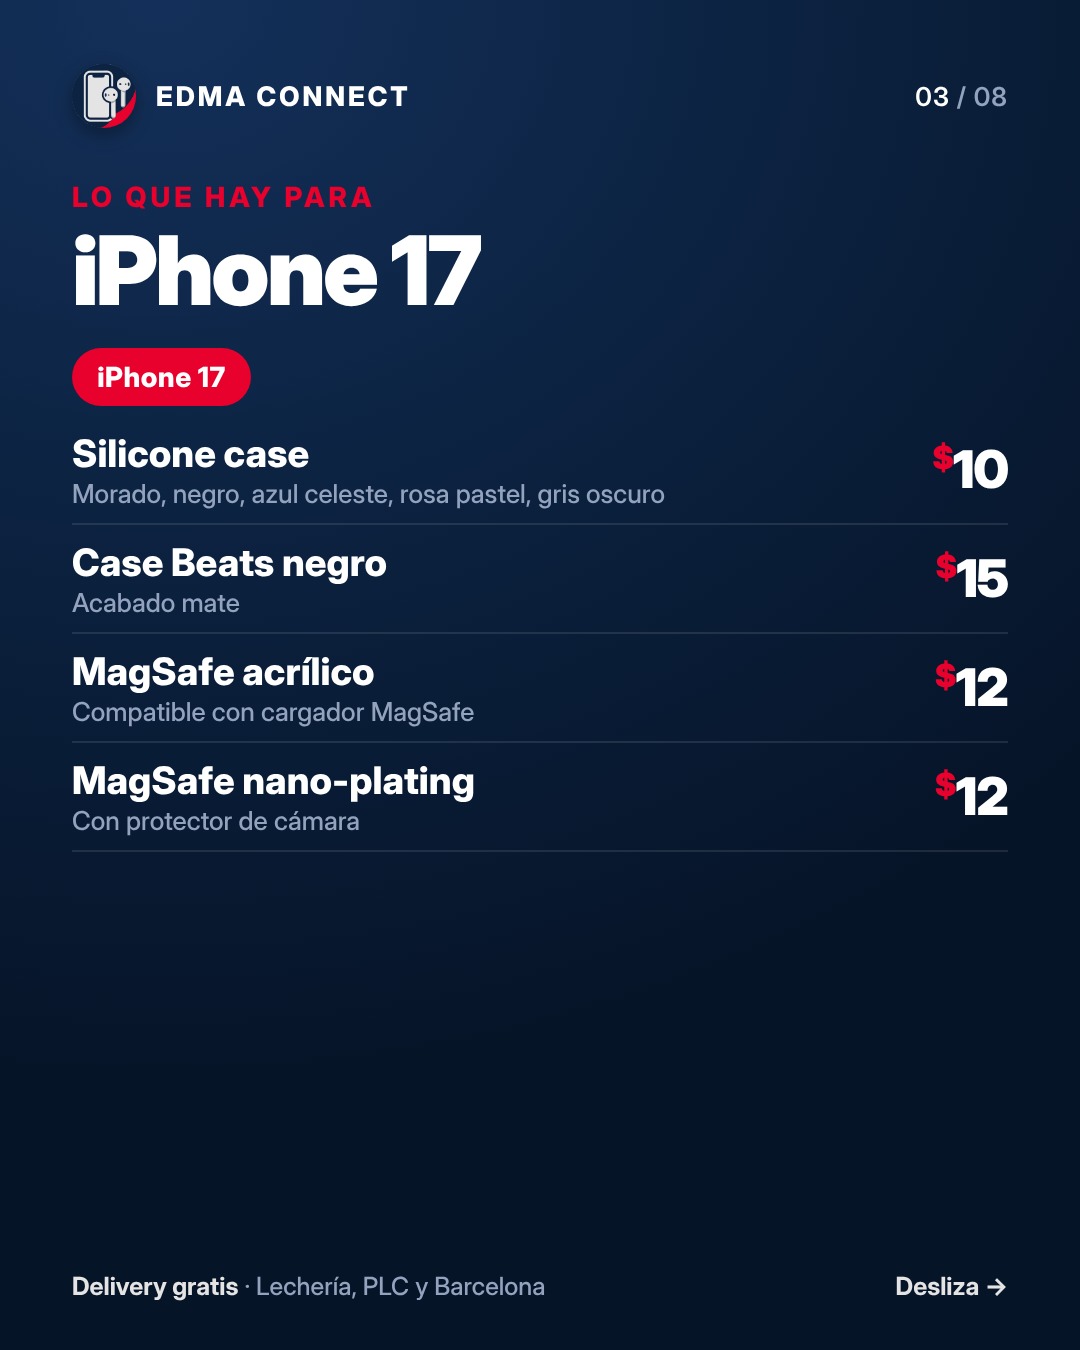 EDMA CONNECT
03 / 08
LO QUE HAY PARA
iPhone 17
iPhone 17
Silicone case
$10
Morado, negro, azul celeste, rosa pastel, gris oscuro
Case Beats negro
$15
Acabado mate
MagSafe acrílico
$12
Compatible con cargador MagSafe
MagSafe nano-plating
$12
Con protector de cámara
Delivery gratis · Lechería, PLC y Barcelona
Desliza →